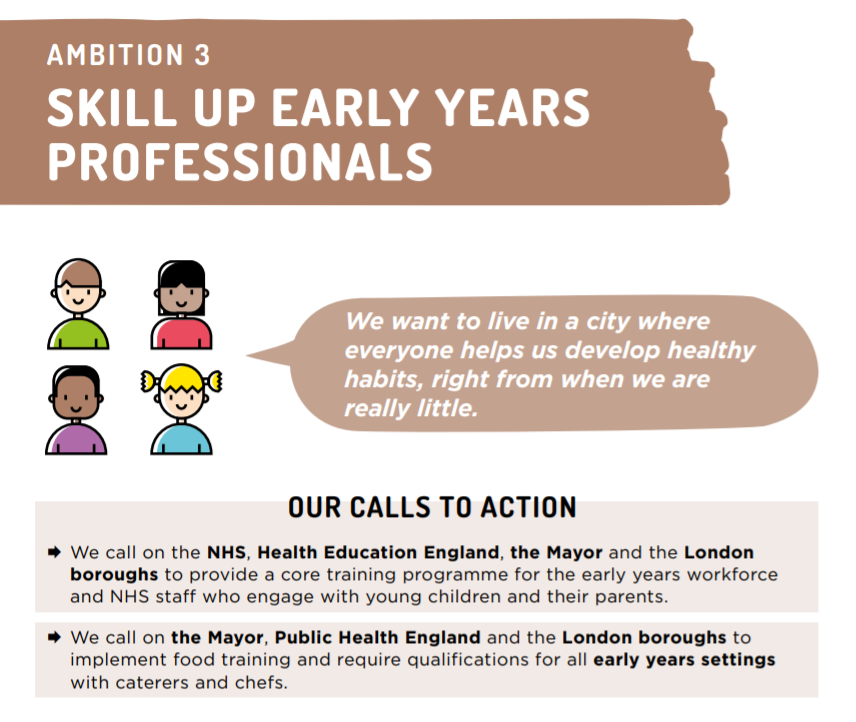 AMBITION 3
SKILL UP EARLY YEARS
PROFESSIONALS
We want to live in a city where
everyone helps us develop healthy
habits, right from when we are
really little.
OUR CALLS TO ACTION
➡ We call on the NHS, Health Education England, the Mayor and the London
boroughs to provide a core training programme for the early years workforce
and NHS staff who engage with young children and their parents.
➡ We call on the Mayor, Public Health England and the London boroughs to
implement food training and require qualifications for all early years settings
with caterers and chefs.